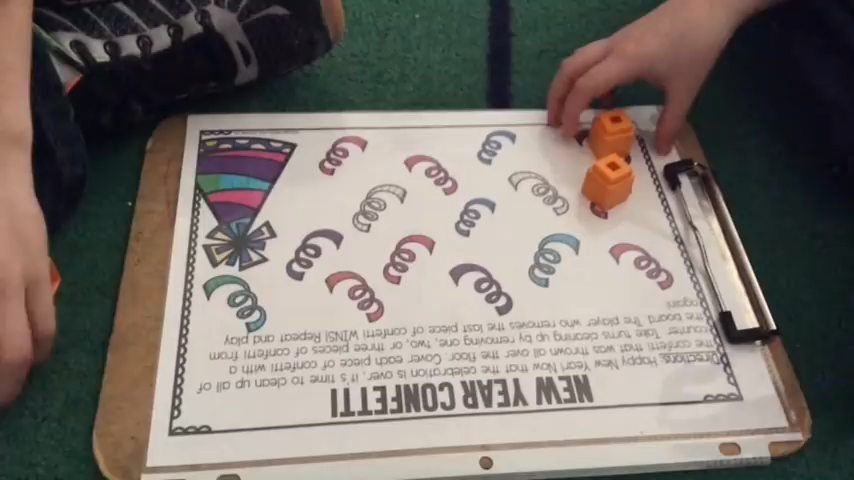 NEW YEAR CONFETTI
Directions: Happy New Year! Now that the celebration is over, it's time to clean up all of
the confetti that was thrown all over the floor. Cover each piece of confetti with a
counter. Take turns clearing up by removing one, two, or three pieces of confetti from
the board. The player who removes the last piece of confetti WINS! Repeat and play
again!